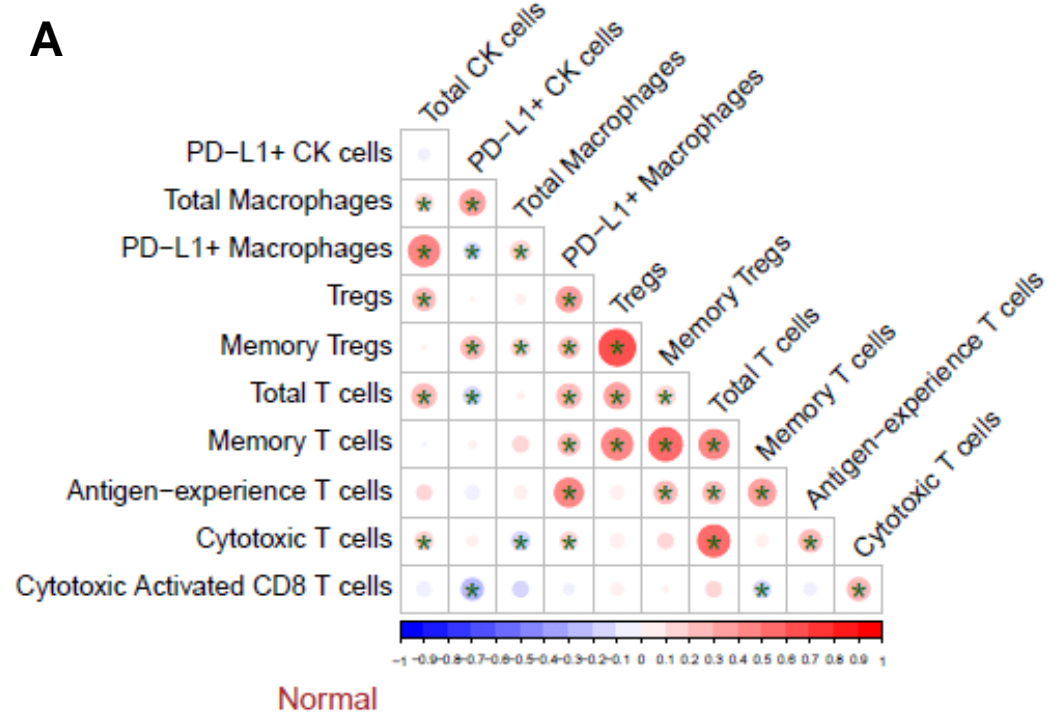 A
Total CK cells
PD−L1+ CK cells
Total Macrophages
PD−L1+ Macrophages
Tregs
Memory Tregs
Total T cells
Memory T cells
Antigen−experience T cells
Cytotoxic T cells
PD−L1+ CK cells
Total Macrophages
* *
PD−L1+ Macrophages
* * *
Tregs
* *
Memory Tregs
* * * *
Total T cells
* * * * *
Memory T cells
* * * *
Antigen−experience T cells
* * * *
Cytotoxic T cells
* * * * *
Cytotoxic Activated CD8 T cells
* * *
−1 −0.9 −0.8 −0.7 −0.6 −0.5 −0.4 −0.3 −0.2 −0.1 0 0.1 0.2 0.3 0.4 0.5 0.6 0.7 0.8 0.9 1
Normal